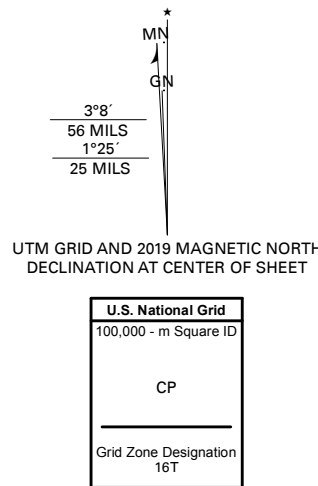 ★
MN
GN
3°8´
56 MILS
1°25´
25 MILS
UTM GRID AND 2019 MAGNETIC NORTH
DECLINATION AT CENTER OF SHEET
U.S. National Grid
100,000 - m Square ID
CP
Grid Zone Designation
16T